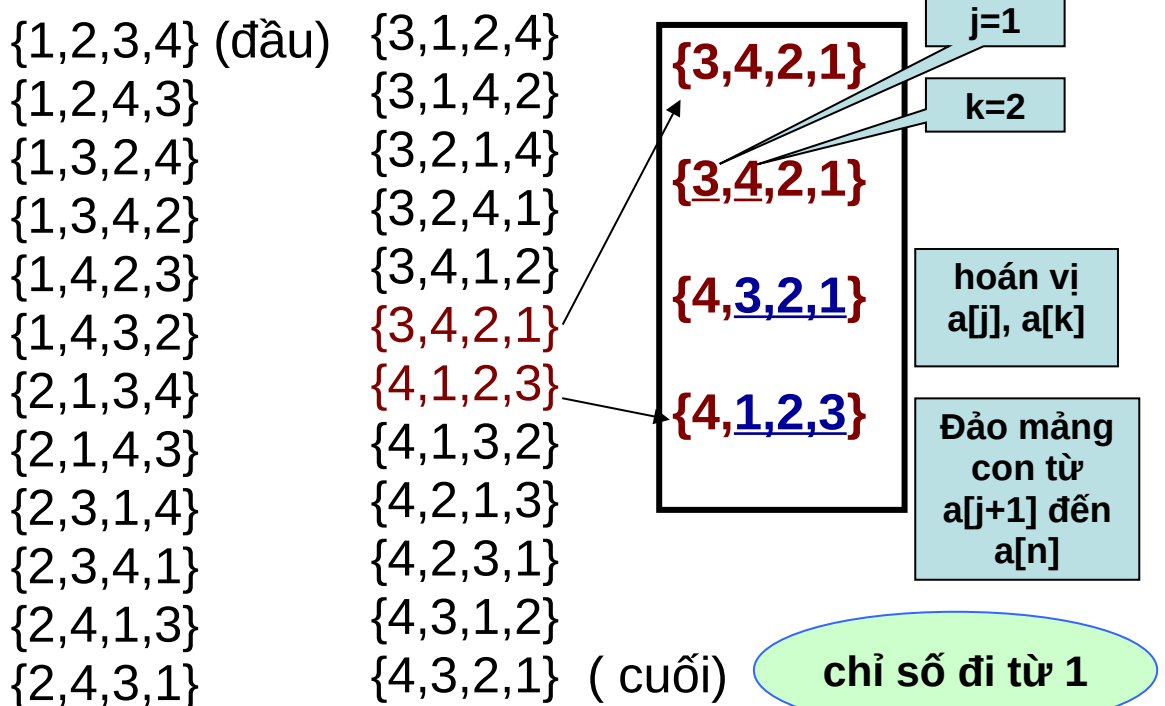 {1,2,3,4} (đầu)
{1,2,4,3}
{1,3,2,4}
{1,3,4,2}
{1,4,2,3}
{1,4,3,2}
{2,1,3,4}
{2,1,4,3}
{2,3,1,4}
{2,3,4,1}
{2,4,1,3}
{2,4,3,1}
{3,1,2,4}
{3,1,4,2}
{3,2,1,4}
{3,2,4,1}
{3,4,1,2}
{3,4,2,1}
{4,1,2,3}
{4,1,3,2}
{4,2,1,3}
{4,2,3,1}
{4,3,1,2}
{4,3,2,1} ( cuối)
{3,4,2,1}
{3,4,2,1}
{4,3,2,1}
{4,1,2,3}
j=1
k=2
hoán vị
a[j], a[k]
Đảo mảng
con từ
a[j+1] đến
a[n]
chỉ số đi từ 1